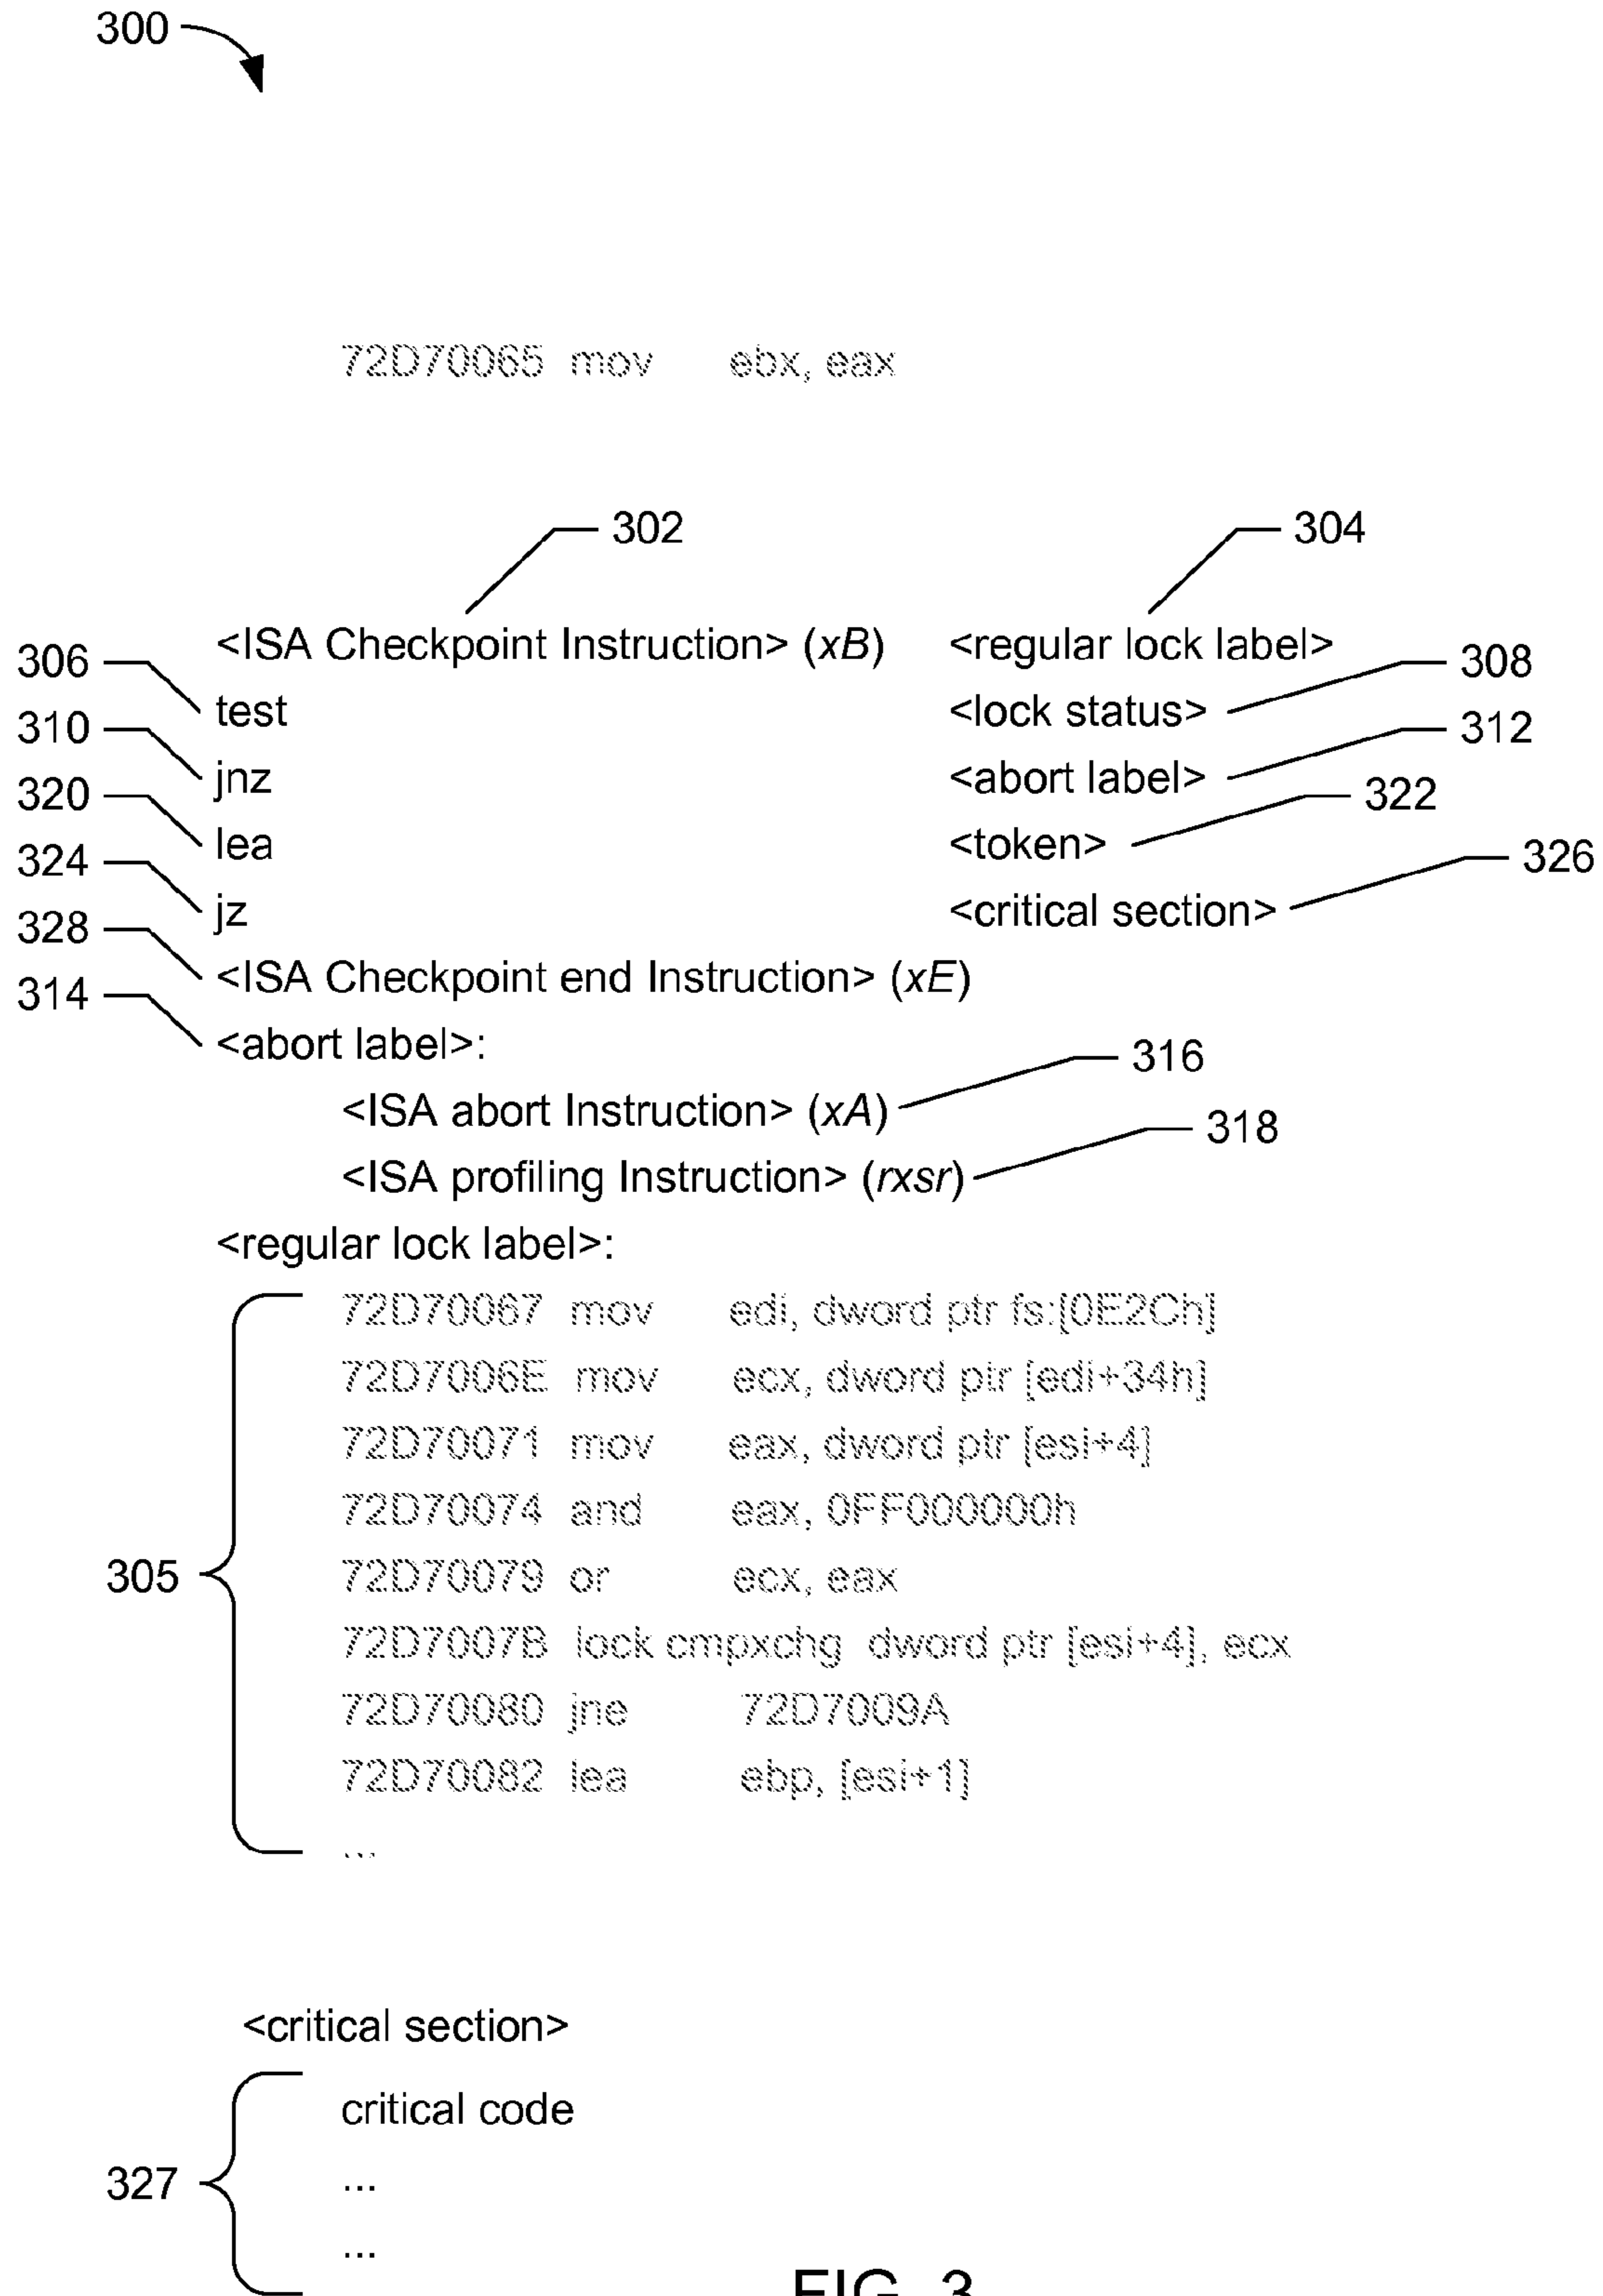 300
72D70065 mov ebx, eax
302 304
<ISA Checkpoint Instruction> (xB) <regular lock label>
306 test <lock status> 308
310 jnz <abort label> 312
320 lea <token> 322
324 jz <critical section> 326
328 <ISA Checkpoint end Instruction> (xE)
314 <abort label>:
<ISA abort Instruction> (xA) 316
<ISA profiling Instruction> (rxsr) 318
<regular lock label>:
72D70067 mov edi, dword ptr fs:[0E2Ch]
72D7006E mov ecx, dword ptr [edi+34h]
72D70071 mov eax, dword ptr [esi+4]
72D70074 and eax, 0FF000000h
305 72D70079 or ecx, eax
72D7007B lock cmpxchg dword ptr [esi+4], ecx
72D70080 jne 72D7009A
72D70082 lea ebp, [esi+1]
...
<critical section>
critical code
327 ...
...
FIG. 3